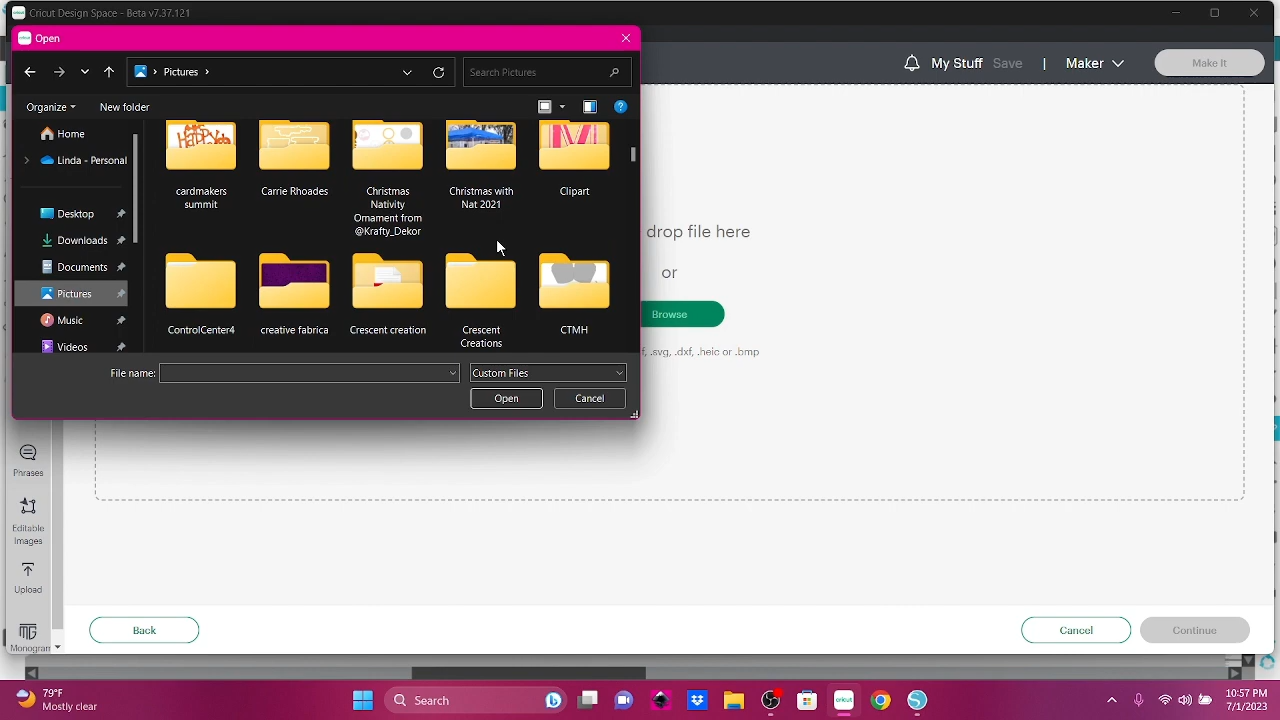 Cricut Design Space - Beta v7.37.121
Open
Pictures
Search Pictures
My Stuff Save | Maker Make It
Organize New folder
Home
Linda - Personal
Desktop
Downloads
Documents
Pictures
Music
Videos
cardmakers summit
Carrie Rhoades
Christmas Nativity Ornament from @Krafty_Dekor
Christmas with Nat 2021
Clipart
ControlCenter4
creative fabrica
Crescent creation
Crescent Creations
CTMH
File name: Custom Files
Open Cancel
drop file here
or
Browse
.svg, .dxf, .heic or .bmp
Phrases
Editable Images
Upload
Monogram
Back Cancel Continue
79°F
Mostly clear
Search
10:57 PM
7/1/2023